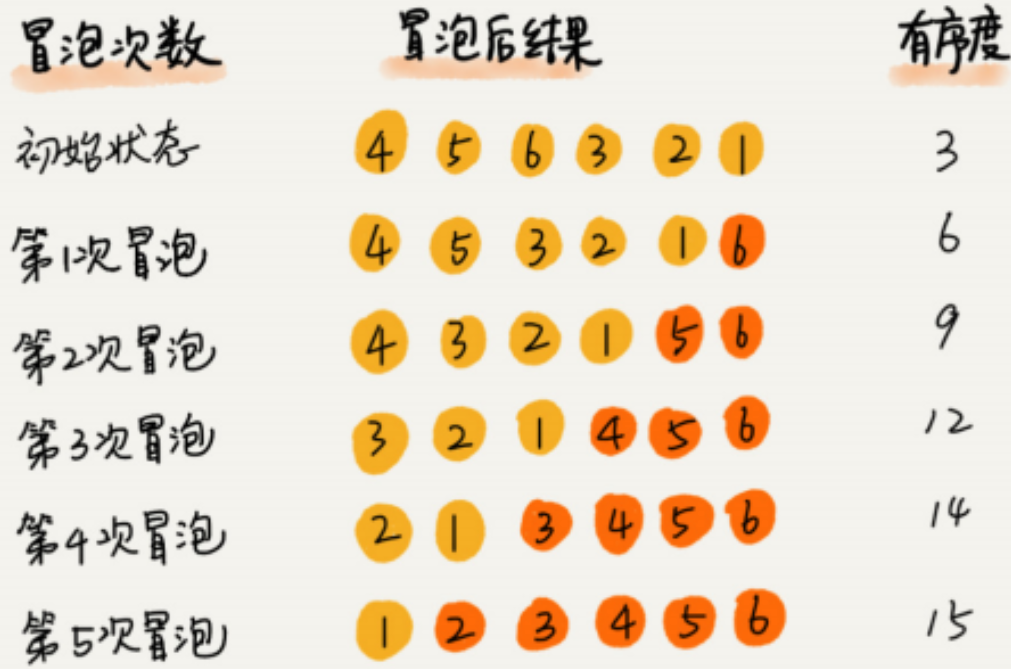 冒泡次数 冒泡后结果 有序度
初始状态 4 5 6 3 2 1 3
第1次冒泡 4 5 3 2 1 6 6
第2次冒泡 4 3 2 1 5 6 9
第3次冒泡 3 2 1 4 5 6 12
第4次冒泡 2 1 3 4 5 6 14
第5次冒泡 1 2 3 4 5 6 15